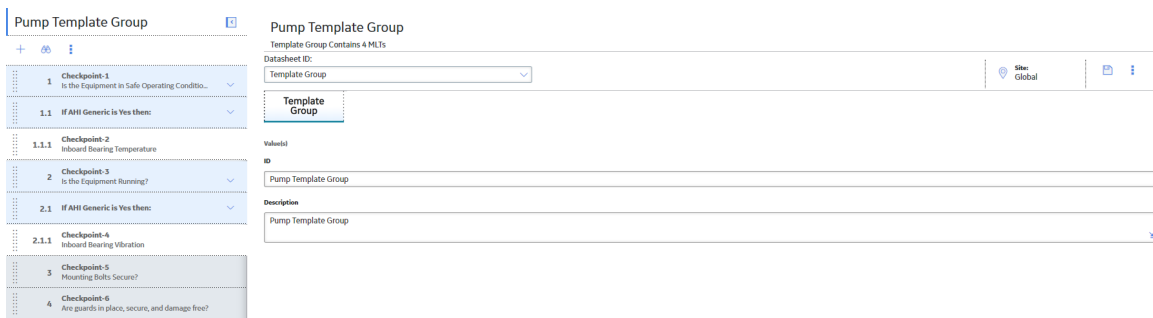 Pump Template Group
1
Checkpoint-1
Is the Equipment in Safe Operating Conditio...
1.1 If AHI Generic is Yes then:
1.1.1
Checkpoint-2
Inboard Bearing Temperature
2
Checkpoint-3
Is the Equipment Running?
2.1 If AHI Generic is Yes then:
2.1.1
Checkpoint-4
Inboard Bearing Vibration
3
Checkpoint-5
Mounting Bolts Secure?
4
Checkpoint-6
Are guards in place, secure, and damage free?
Pump Template Group
Template Group Contains 4 MLTs
Datasheet ID:
Template Group
Site:
Global
Template
Group
Value(s)
ID
Pump Template Group
Description
Pump Template Group